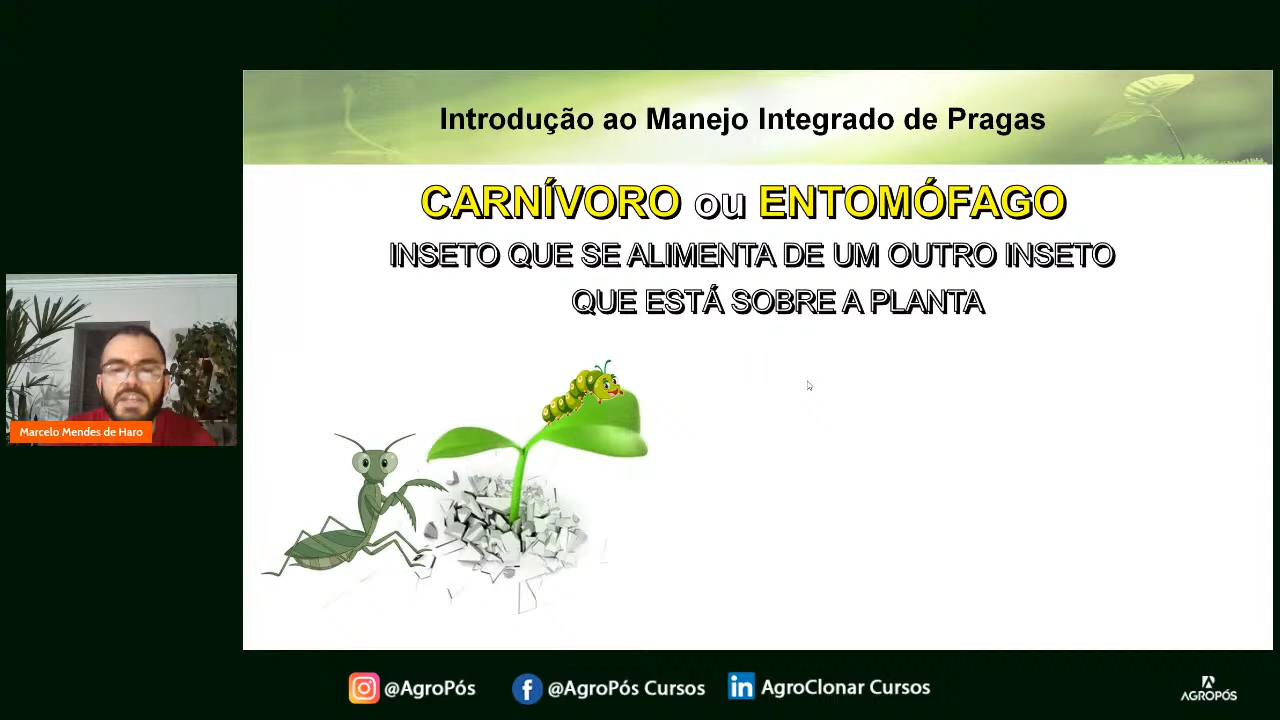 Introdução ao Manejo Integrado de Pragas
CARNÍVORO ou ENTOMÓFAGO
INSETO QUE SE ALIMENTA DE UM OUTRO INSETO
QUE ESTÁ SOBRE A PLANTA
Marcelo Mendes de Haro
@AgroPós
@AgroPós Cursos
AgroClonar Cursos
AGROPÓS